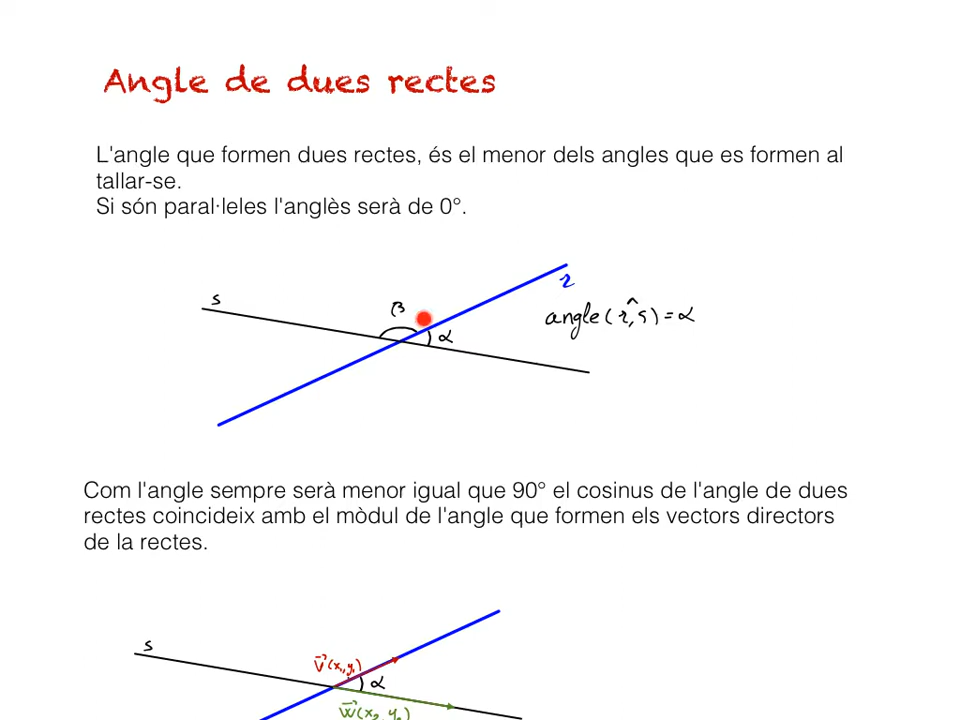 Angle de dues rectes
L'angle que formen dues rectes, és el menor dels angles que es formen al
tallar-se.
Si són paral·leles l'anglès serà de 0°.
r
s
β
angle(r,s)=α
α
Com l'angle sempre serà menor igual que 90° el cosinus de l'angle de dues
rectes coincideix amb el mòdul de l'angle que formen els vectors directors
de la rectes.
s
v(x₁,y₁)
α
w(x₂,y₂)